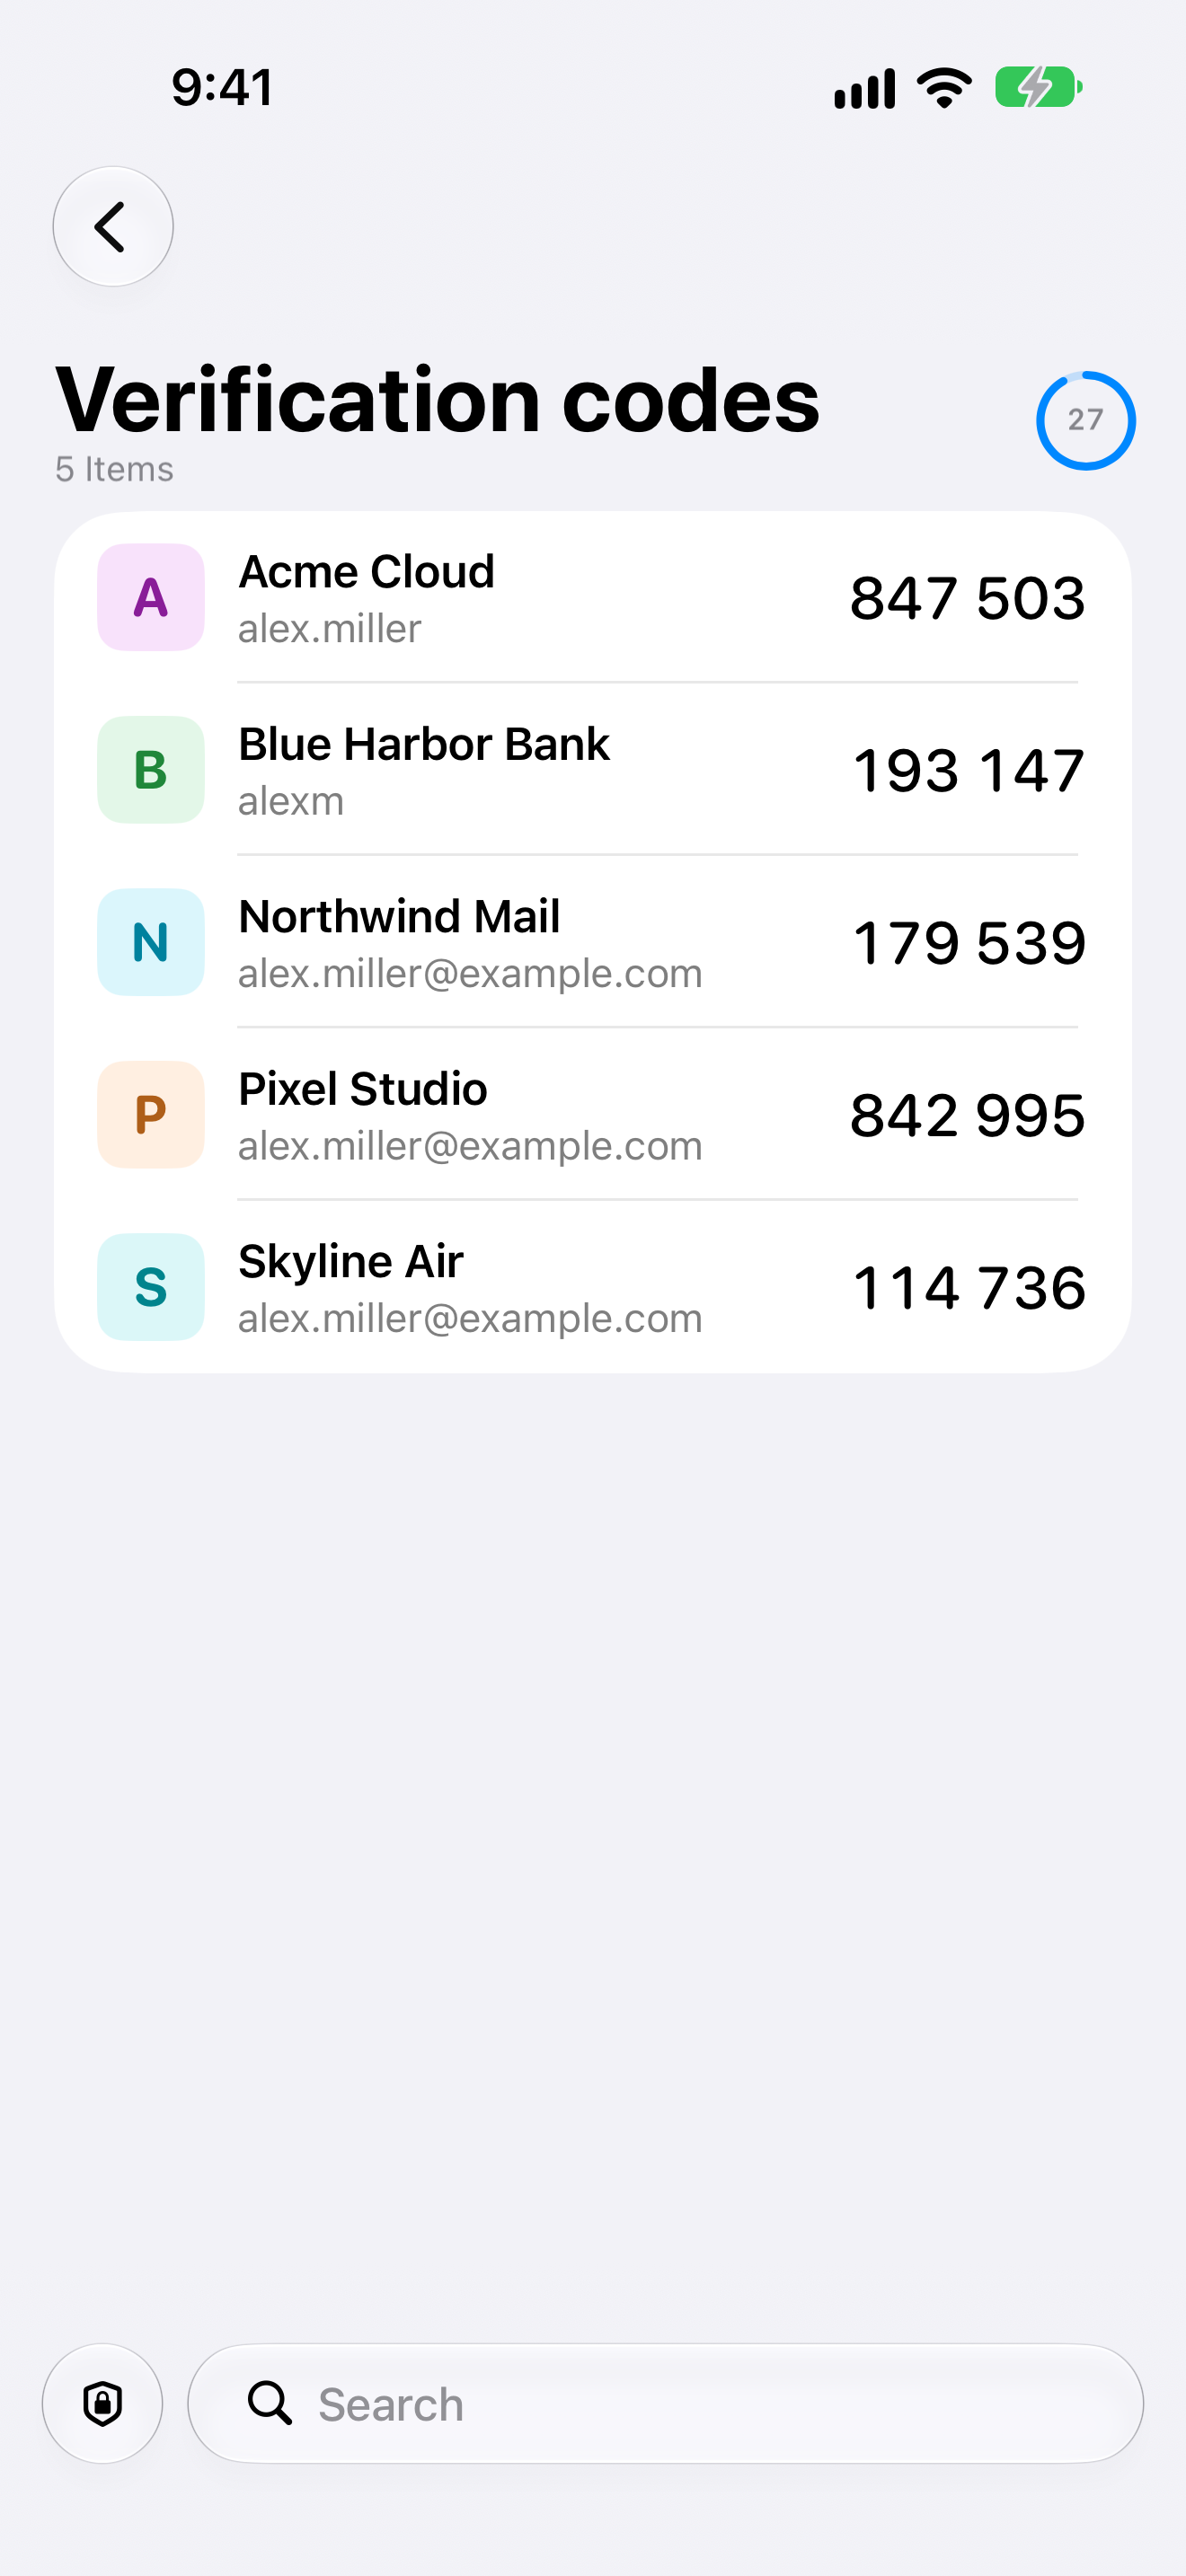 9:41
Verification codes
27
5 Items
A
Acme Cloud
847 503
alex.miller
B
Blue Harbor Bank
193 147
alexm
N
Northwind Mail
179 539
alex.miller@example.com
P
Pixel Studio
842 995
alex.miller@example.com
S
Skyline Air
114 736
alex.miller@example.com
Search